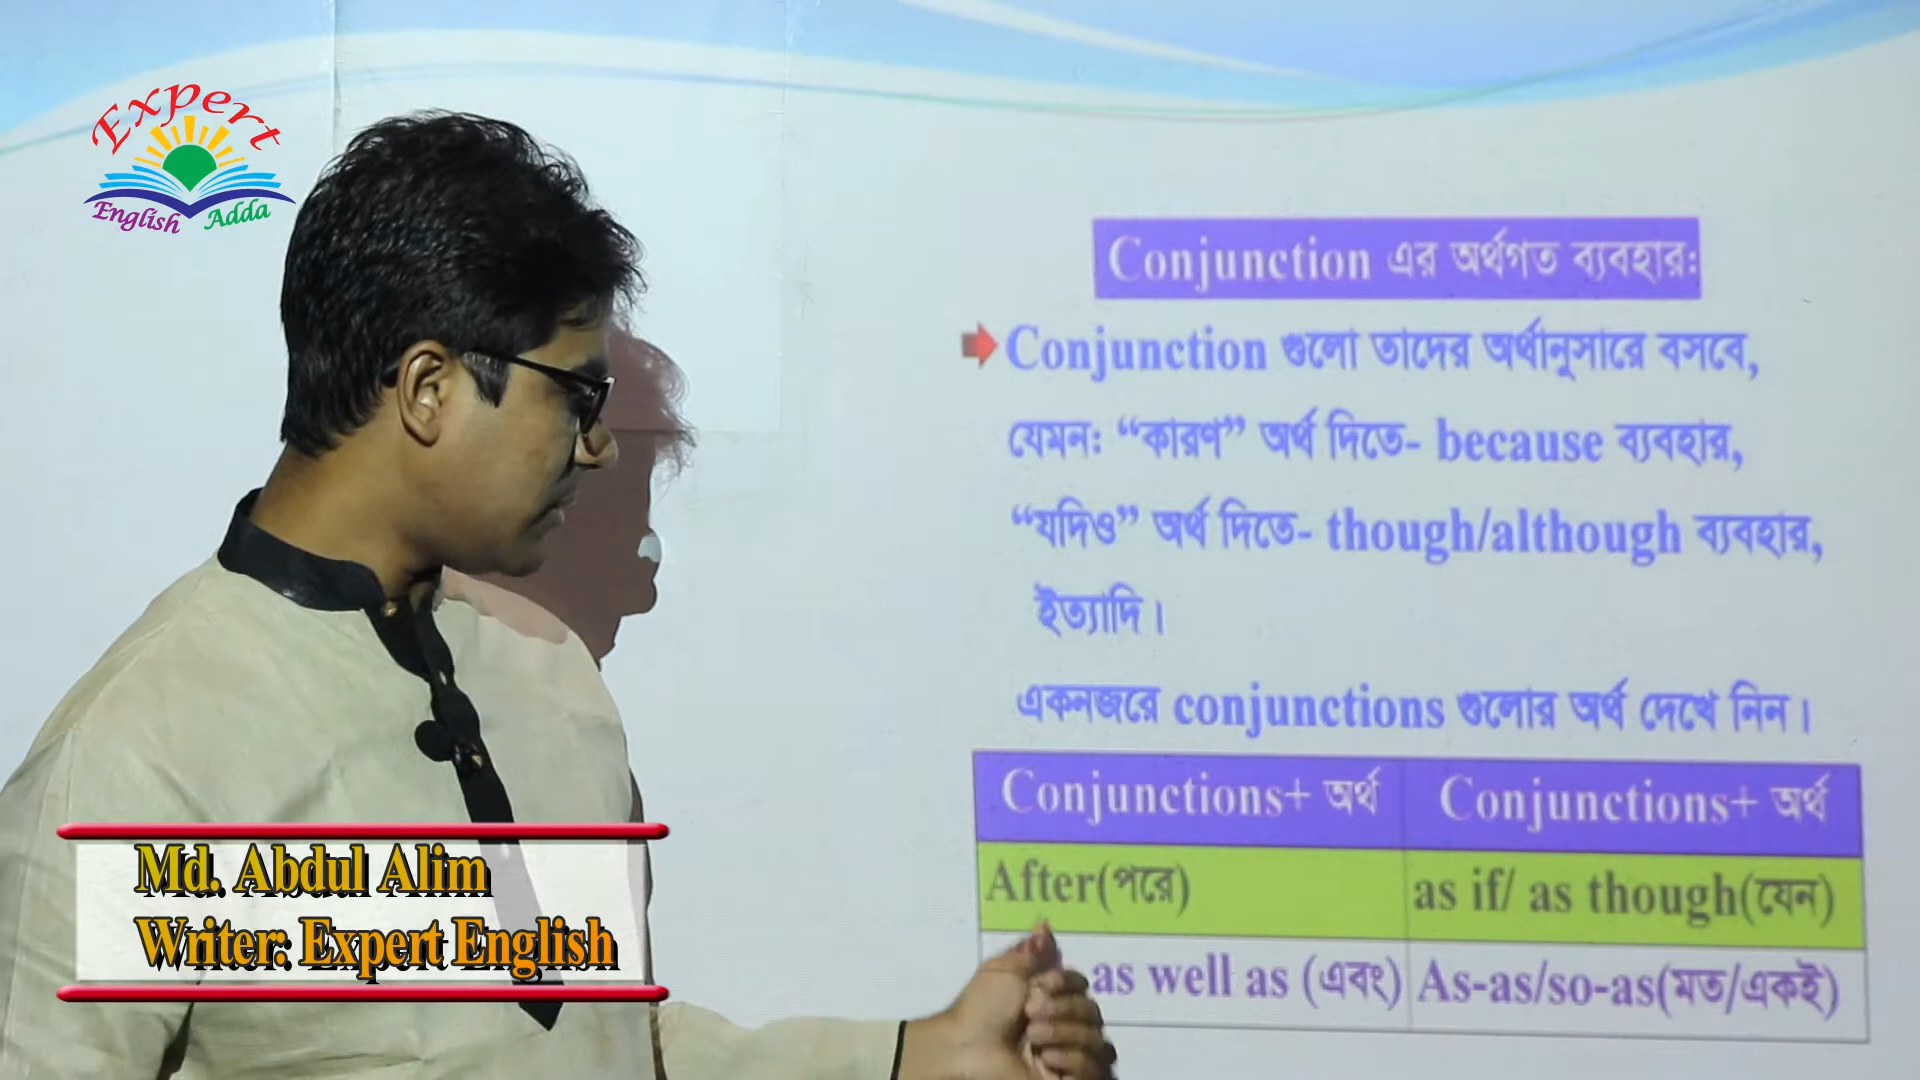 Expert
English Adda
Conjunction এর অর্থগত ব্যবহার:
Conjunction গুলো তাদের অর্থানুসারে বসবে,
যেমন: “কারণ” অর্থ দিতে- because ব্যবহার,
“যদিও” অর্থ দিতে- though/although ব্যবহার,
ইত্যাদি।
একনজরে conjunctions গুলোর অর্থ দেখে নিন।
Conjunctions+ অর্থ Conjunctions+ অর্থ
After(পরে) as if/ as though(যেন)
as well as (এবং) As-as/so-as(মত/একই)
Md. Abdul Alim
Writer: Expert English